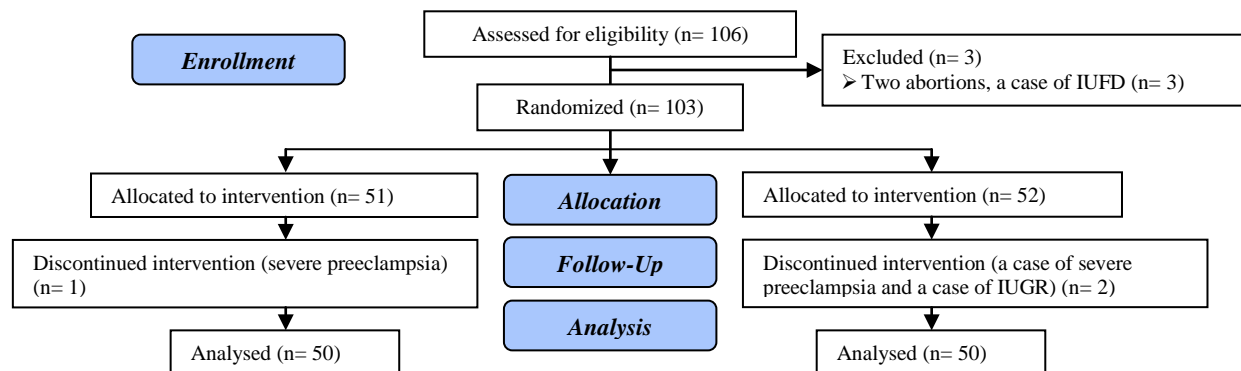 Assessed for eligibility (n= 106)
Enrollment
Excluded (n= 3)
➢ Two abortions, a case of IUFD (n= 3)
Randomized (n= 103)
Allocated to intervention (n= 51)
Allocation
Allocated to intervention (n= 52)
Discontinued intervention (severe preeclampsia)
(n= 1)
Follow-Up
Discontinued intervention (a case of severe
preeclampsia and a case of IUGR) (n= 2)
Analysis
Analysed (n= 50)
Analysed (n= 50)